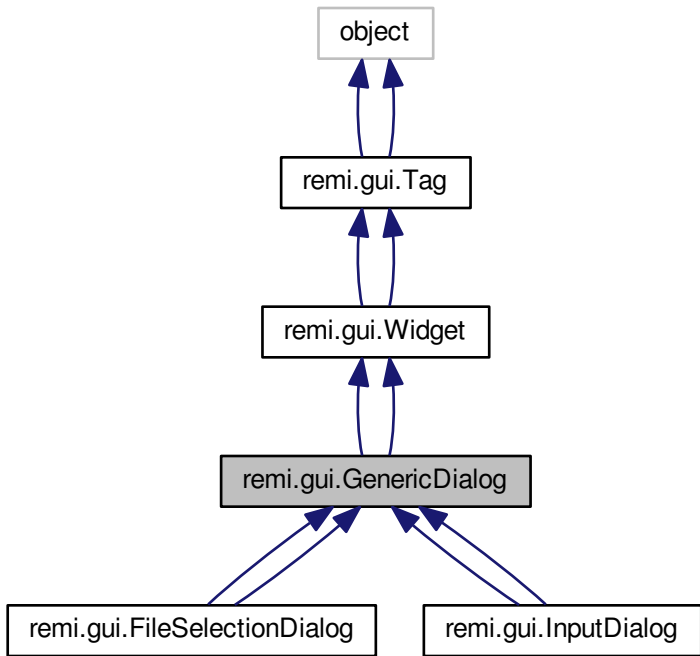 object
remi.gui.Tag
remi.gui.Widget
remi.gui.GenericDialog
remi.gui.FileSelectionDialog
remi.gui.InputDialog